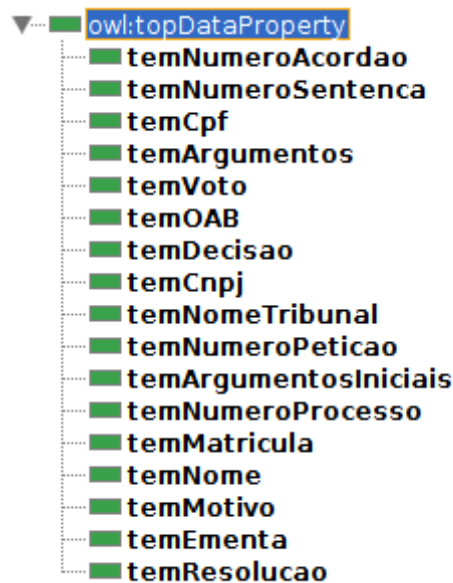 owl:topDataProperty
temNumeroAcordao
temNumeroSentenca
temCpf
temArgumentos
temVoto
temOAB
temDecisao
temCnpj
temNomeTribunal
temNumeroPeticao
temArgumentosIniciais
temNumeroProcesso
temMatricula
temNome
temMotivo
temEmenta
temResolucao